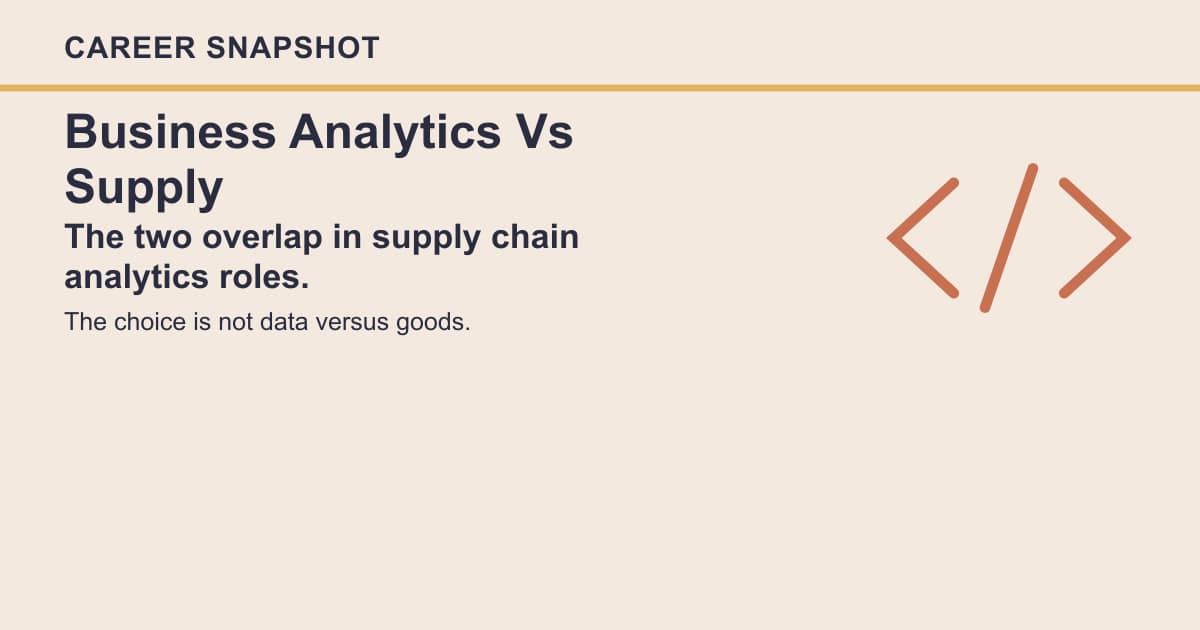 CAREER SNAPSHOT
Business Analytics Vs
Supply
The two overlap in supply chain
analytics roles.
The choice is not data versus goods.